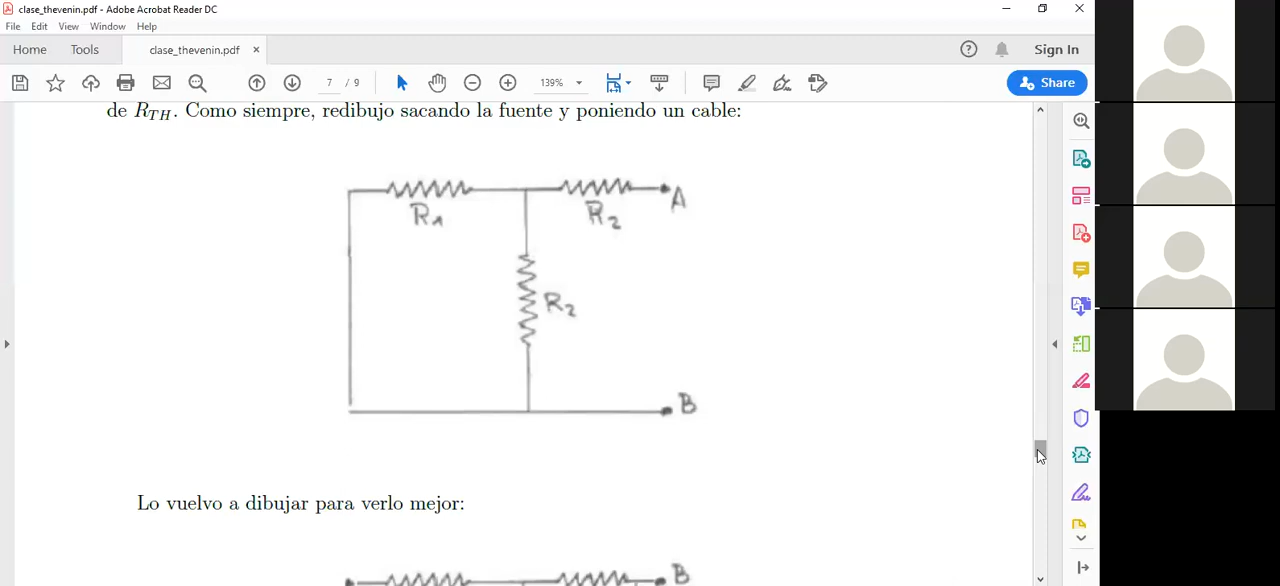 clase_thevenin.pdf - Adobe Acrobat Reader DC
File Edit View Window Help
Home Tools clase_thevenin.pdf × Sign In
7 / 9 139% Share
de R_TH. Como siempre, redibujo sacando la fuente y poniendo un cable:
R1 R2 A
R2
B
Lo vuelvo a dibujar para verlo mejor:
B